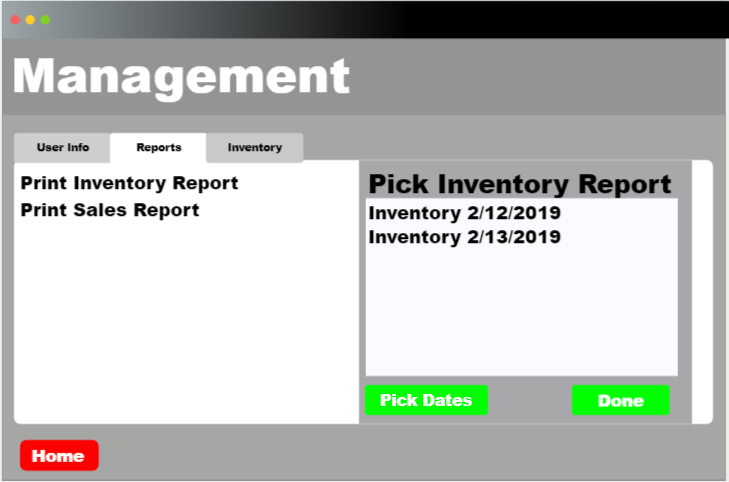 Management
User Info
Reports
Inventory
Print Inventory Report
Print Sales Report
Pick Inventory Report
Inventory 2/12/2019
Inventory 2/13/2019
Pick Dates
Done
Home